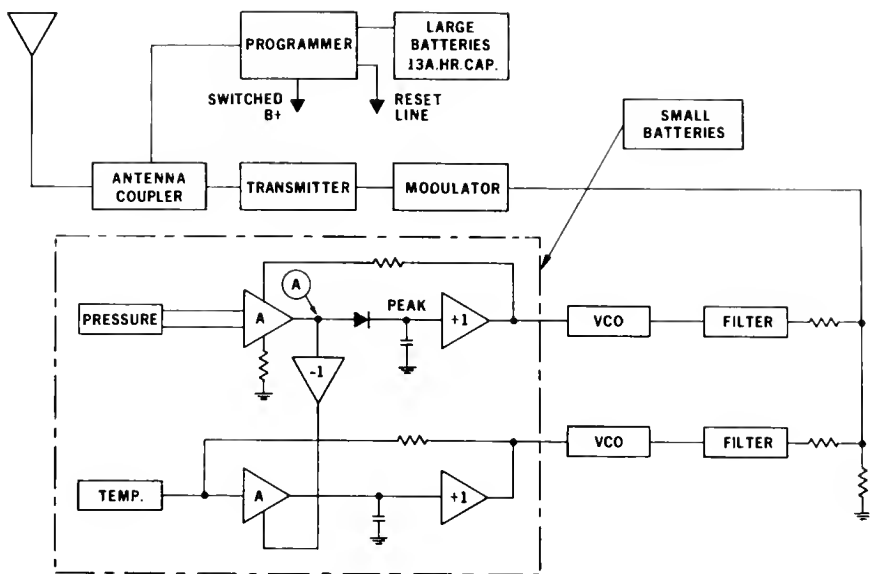 PROGRAMMER
LARGE
BATTERIES
13A.HR.CAP.
SWITCHED
B+
RESET
LINE
SMALL
BATTERIES
ANTENNA
COUPLER
TRANSMITTER
MODULATOR
A
PEAK
PRESSURE
A
+1
VCO
FILTER
-1
TEMP.
A
+1
VCO
FILTER